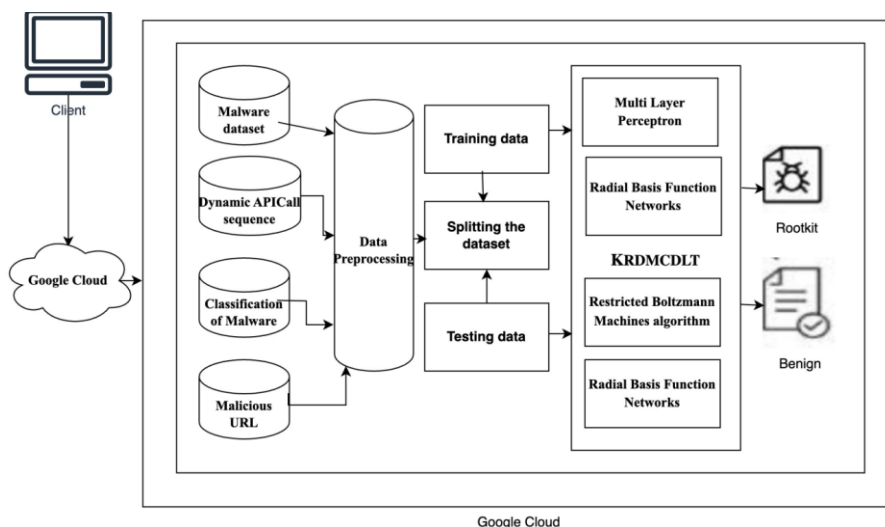 Client
Google Cloud
Malware
dataset
Dynamic APICall
sequence
Classification
of Malware
Malicious
URL
Data
Preprocessing
Training data
Splitting the
dataset
Testing data
Multi Layer
Perceptron
Radial Basis Function
Networks
KRDMCDLT
Restricted Boltzmann
Machines algorithm
Radial Basis Function
Networks
Rootkit
Benign
Google Cloud